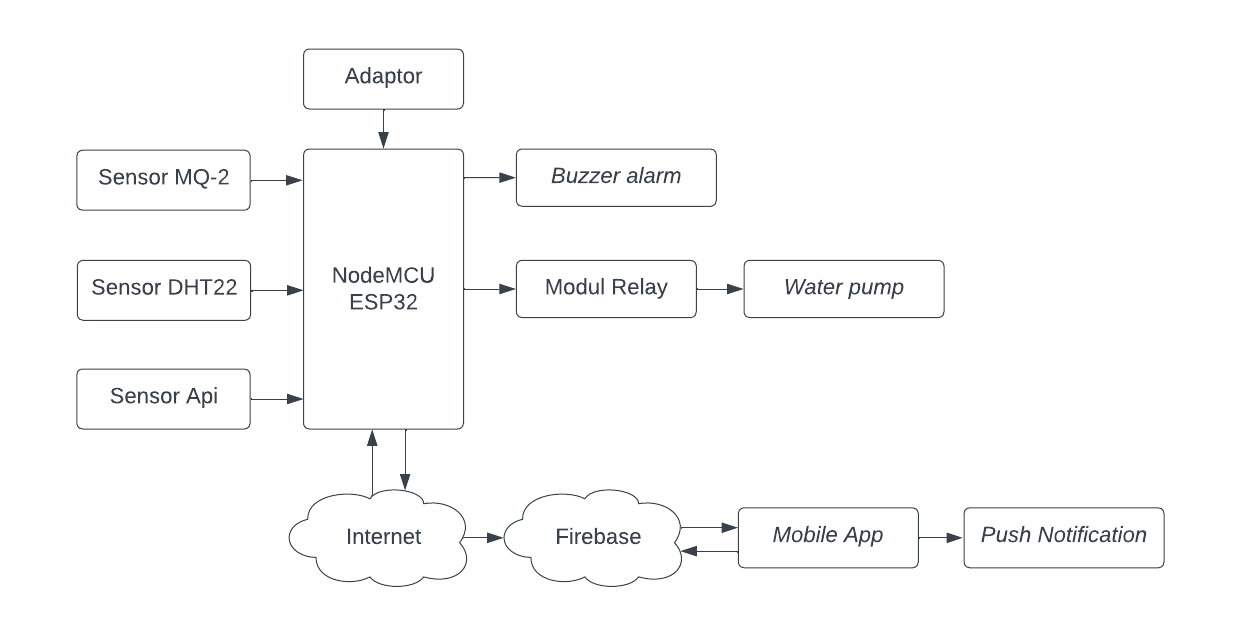 Adaptor
Sensor MQ-2
Buzzer alarm
NodeMCU
ESP32
Sensor DHT22
Modul Relay
Water pump
Sensor Api
Internet
Firebase
Mobile App
Push Notification